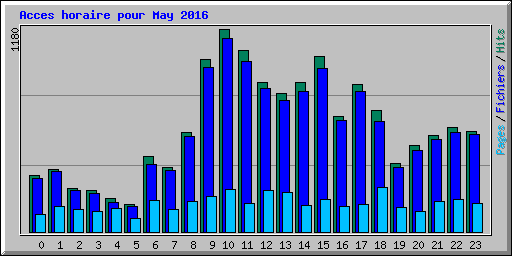 Acces horaire pour May 2016
1180
Pages / Fichiers / Hits
0 1 2 3 4 5 6 7 8 9 10 11 12 13 14 15 16 17 18 19 20 21 22 23